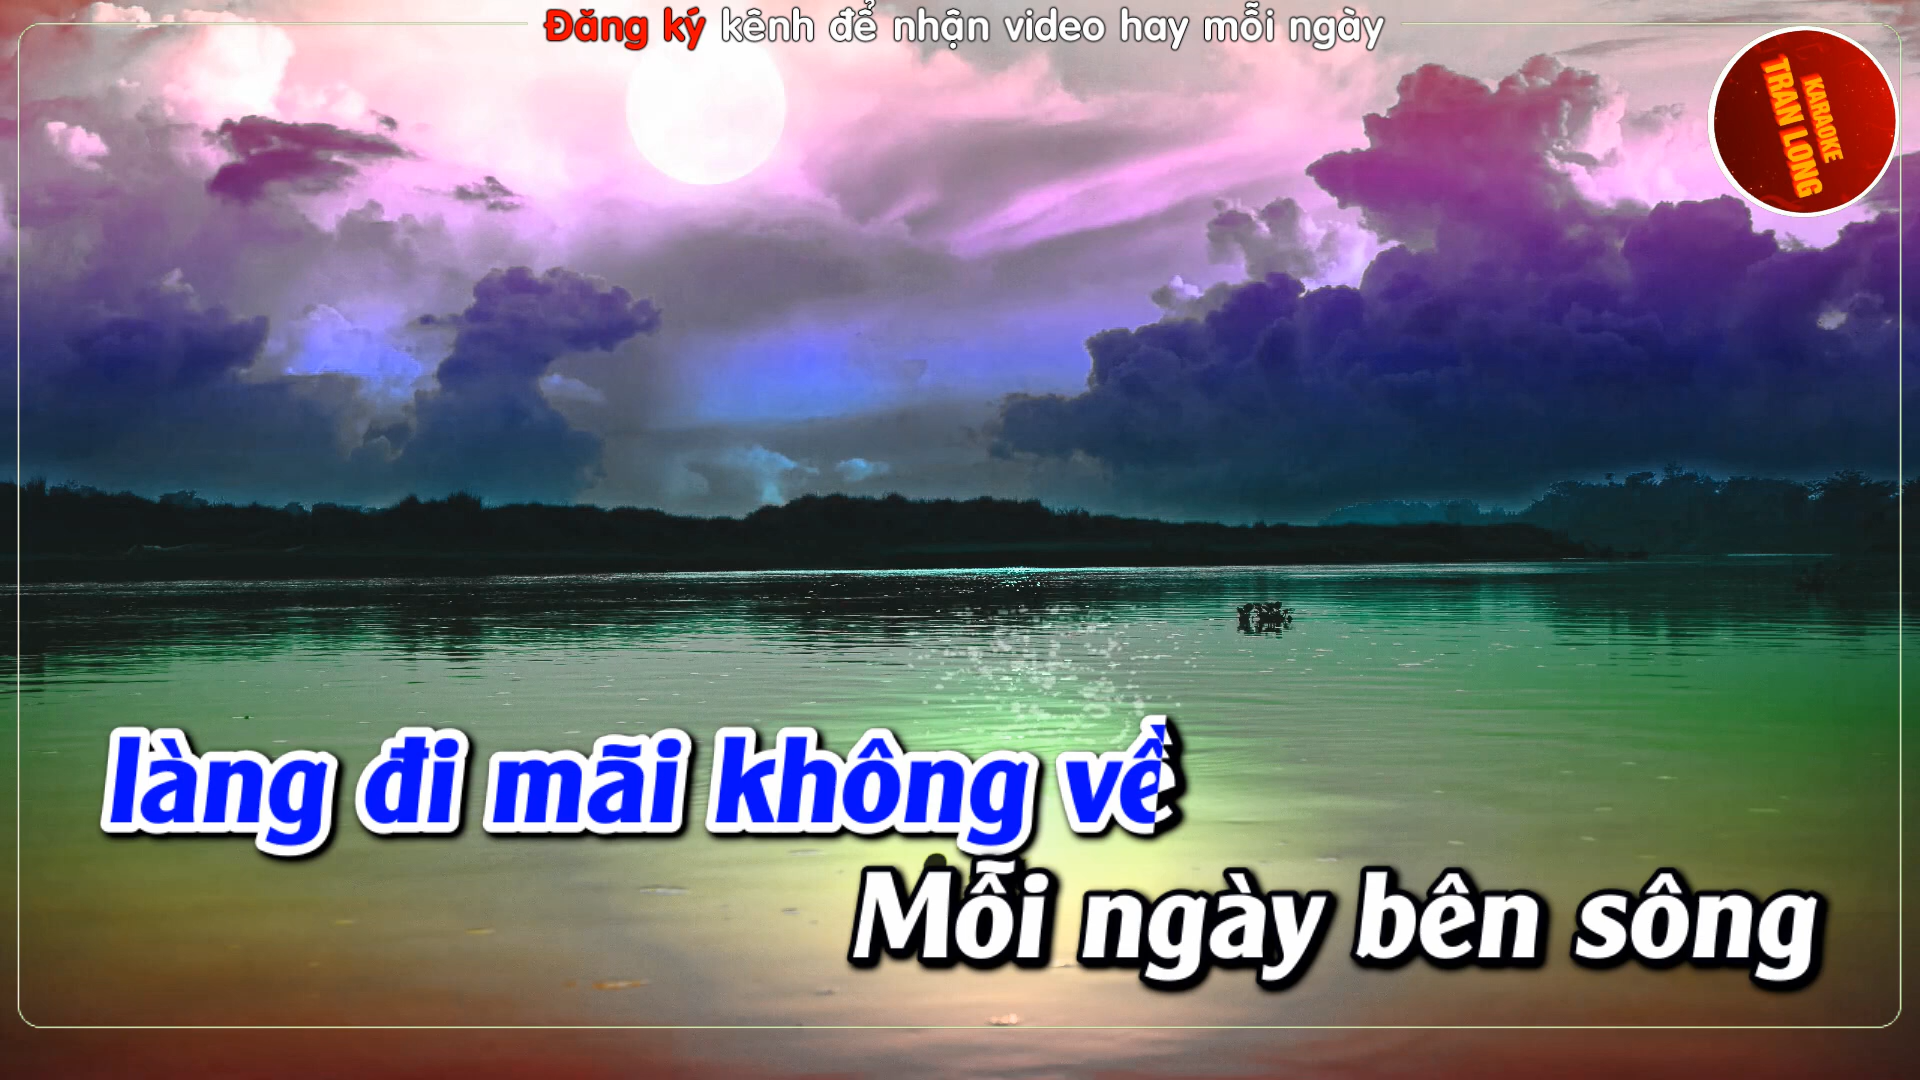 Đăng ký kênh để nhận video hay mỗi ngày
KARAOKE
TRAN LONG
làng đi mãi không về
Mỗi ngày bên sông